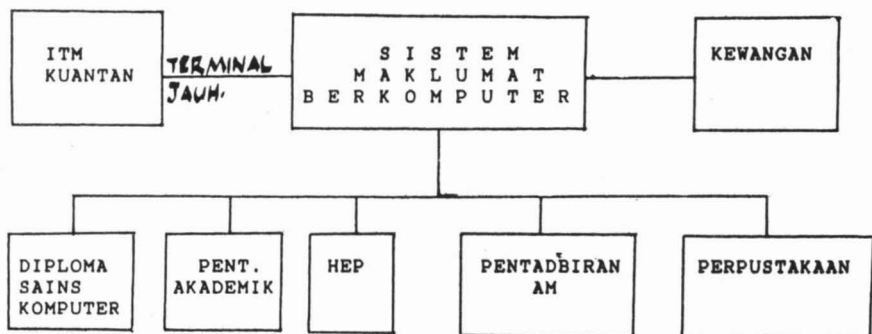 ITM
KUANTAN
TERMINAL
JAUH.
S I S T E M
M A K L U M A T
B E R K O M P U T E R
KEWANGAN
DIPLOMA
SAINS
KOMPUTER
PENT.
AKADEMIK
HEP
PENTADBIRAN
AM
PERPUSTAKAAN